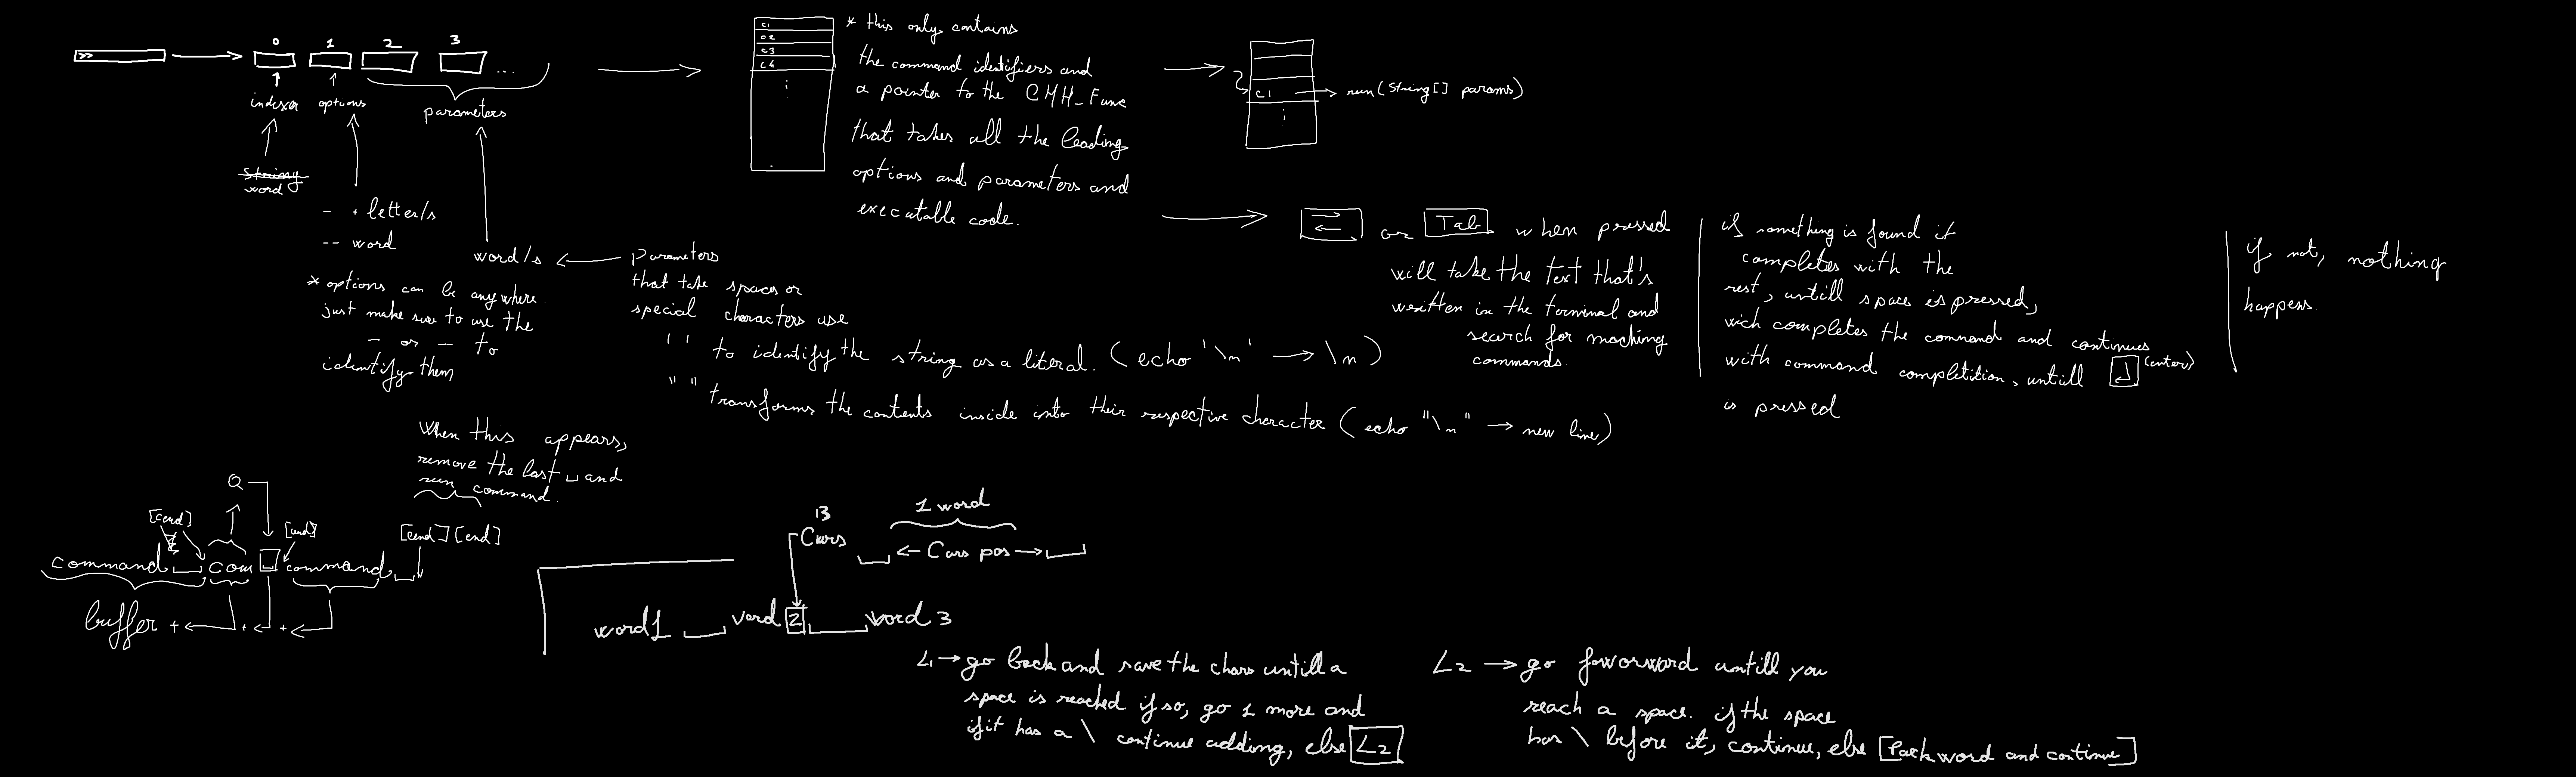 >>
0 1 2 3 ...
indexer options
parameters
string
word
- + letter/s
-- word
* options can be anywhere
just make sure to use the
- or -- to
identify them
word/s
parameters
that take spaces or
special characters use
' ' to identify the string as a literal. (echo '\n' → \n)
" " transforms the contents inside into their respective character (echo "\n" → new line)
C1
C2
C3
C4
* this only contains
the command identifiers and
a pointer to the CMH_Func
that takes all the leading
options and parameters and
executable code.
C1 → run(String[] params)
or Tab when pressed
will take the text that's
written in the terminal and
search for maching
commands
if something is found it
completes with the
rest, untill space is pressed,
wich completes the command and continues
with command completition, untill (enter)
is pressed
if not, nothing
happens
When this appears,
remove the last ␣ and
run command
Q
[cend] [end] [cend] [end]
command com command
buffer + + +
13
Curs
1 word
← Curs pos →
word1 word 2 word 3
L1 → go back and save the chars untill a
space is reached. if so, go 1 more and
if it has a \ continue adding, else L2
L2 → go foworward untill you
reach a space. if the space
has \ before it, continue, else [Pack word and continue]